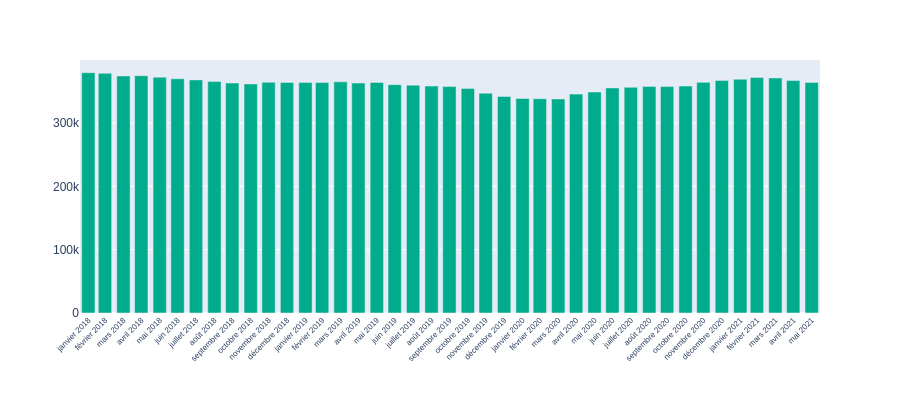 300k
200k
100k
0
janvier 2018
février 2018
mars 2018
avril 2018
mai 2018
juin 2018
juillet 2018
août 2018
septembre 2018
octobre 2018
novembre 2018
décembre 2018
janvier 2019
février 2019
mars 2019
avril 2019
mai 2019
juin 2019
juillet 2019
août 2019
septembre 2019
octobre 2019
novembre 2019
décembre 2019
janvier 2020
février 2020
mars 2020
avril 2020
mai 2020
juin 2020
juillet 2020
août 2020
septembre 2020
octobre 2020
novembre 2020
décembre 2020
janvier 2021
février 2021
mars 2021
avril 2021
mai 2021